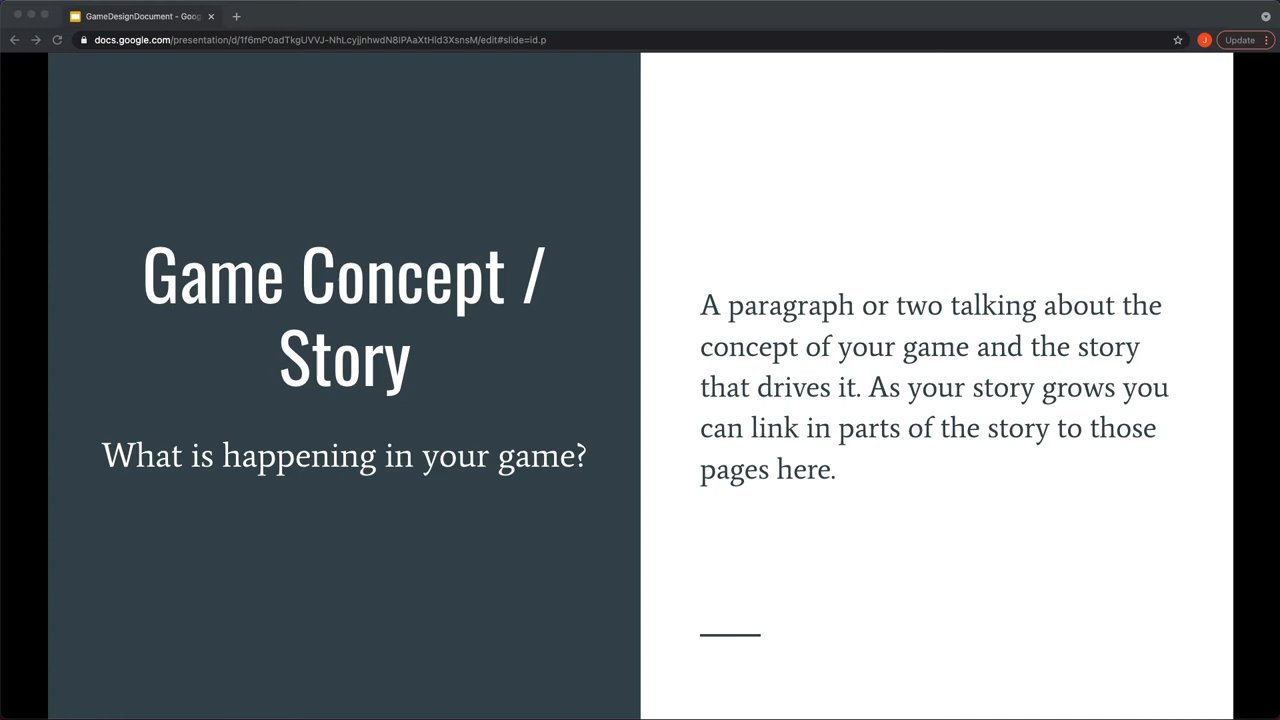 GameDesignDocument - Goo
docs.google.com/presentation/d/1f6mP0adTkgUVVJ-NhLcyjjnhwdN8IPAaXtHld3XsnsM/edit#slide=id.p
J
Update
Game Concept /
Story
What is happening in your game?
A paragraph or two talking about the
concept of your game and the story
that drives it. As your story grows you
can link in parts of the story to those
pages here.